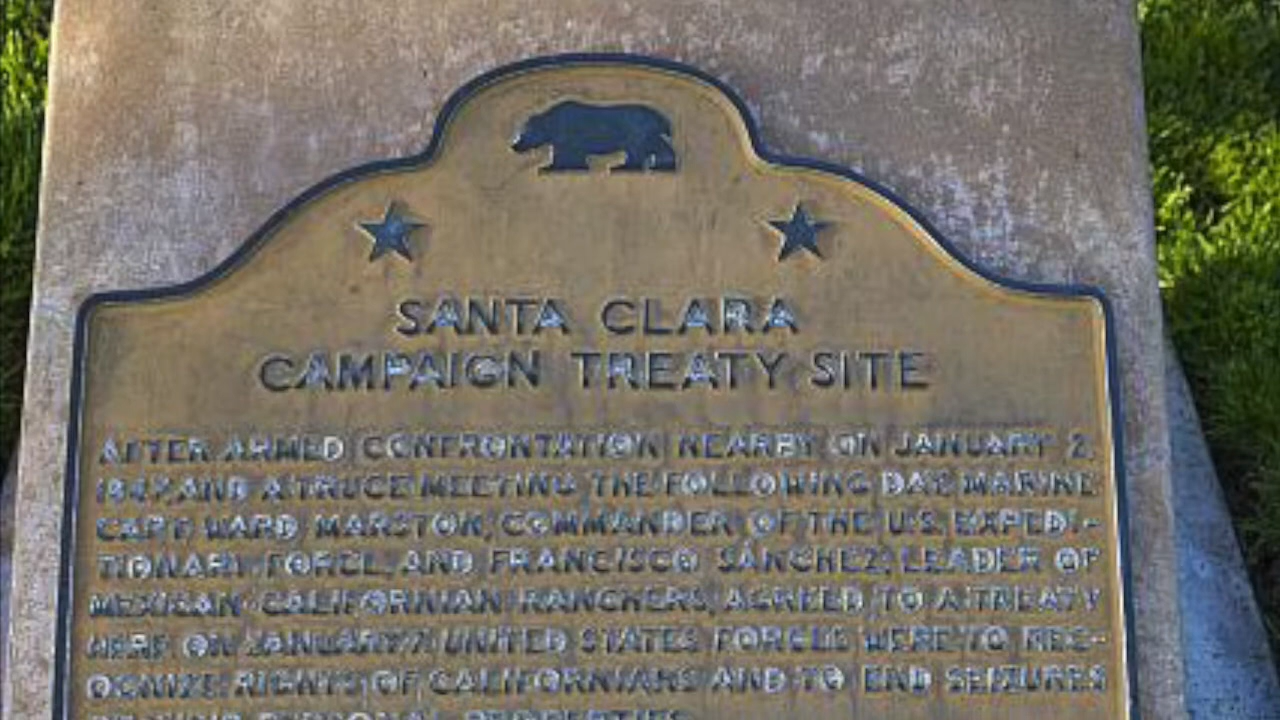 SANTA CLARA
CAMPAIGN TREATY SITE
AFTER ARMED CONFRONTATION NEARBY ON JANUARY 2,
1847, AND A TRUCE MEETING THE FOLLOWING DAY, MARINE
CAPT. WARD MARSTON, COMMANDER OF THE U.S. EXPEDI-
TIONARY FORCE, AND FRANCISCO SÁNCHEZ, LEADER OF
MEXICAN-CALIFORNIAN RANCHERS, AGREED TO A TREATY
HERE ON JANUARY 7. UNITED STATES FORCES WERE TO REC-
OGNIZE RIGHTS OF CALIFORNIANS AND TO END SEIZURES